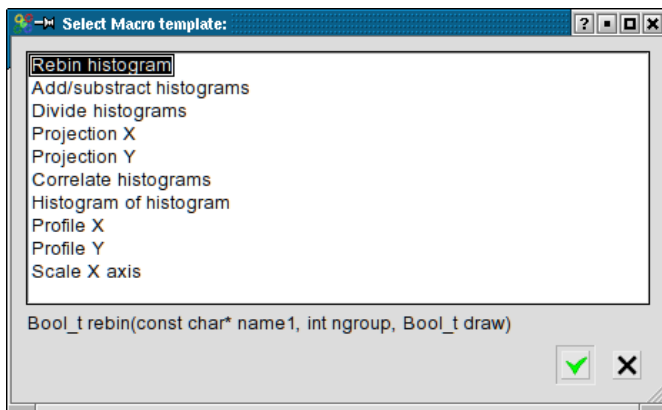 Select Macro template:
?
Rebin histogram
Add/substract histograms
Divide histograms
Projection X
Projection Y
Correlate histograms
Histogram of histogram
Profile X
Profile Y
Scale X axis
Bool_t rebin(const char* name1, int ngroup, Bool_t draw)